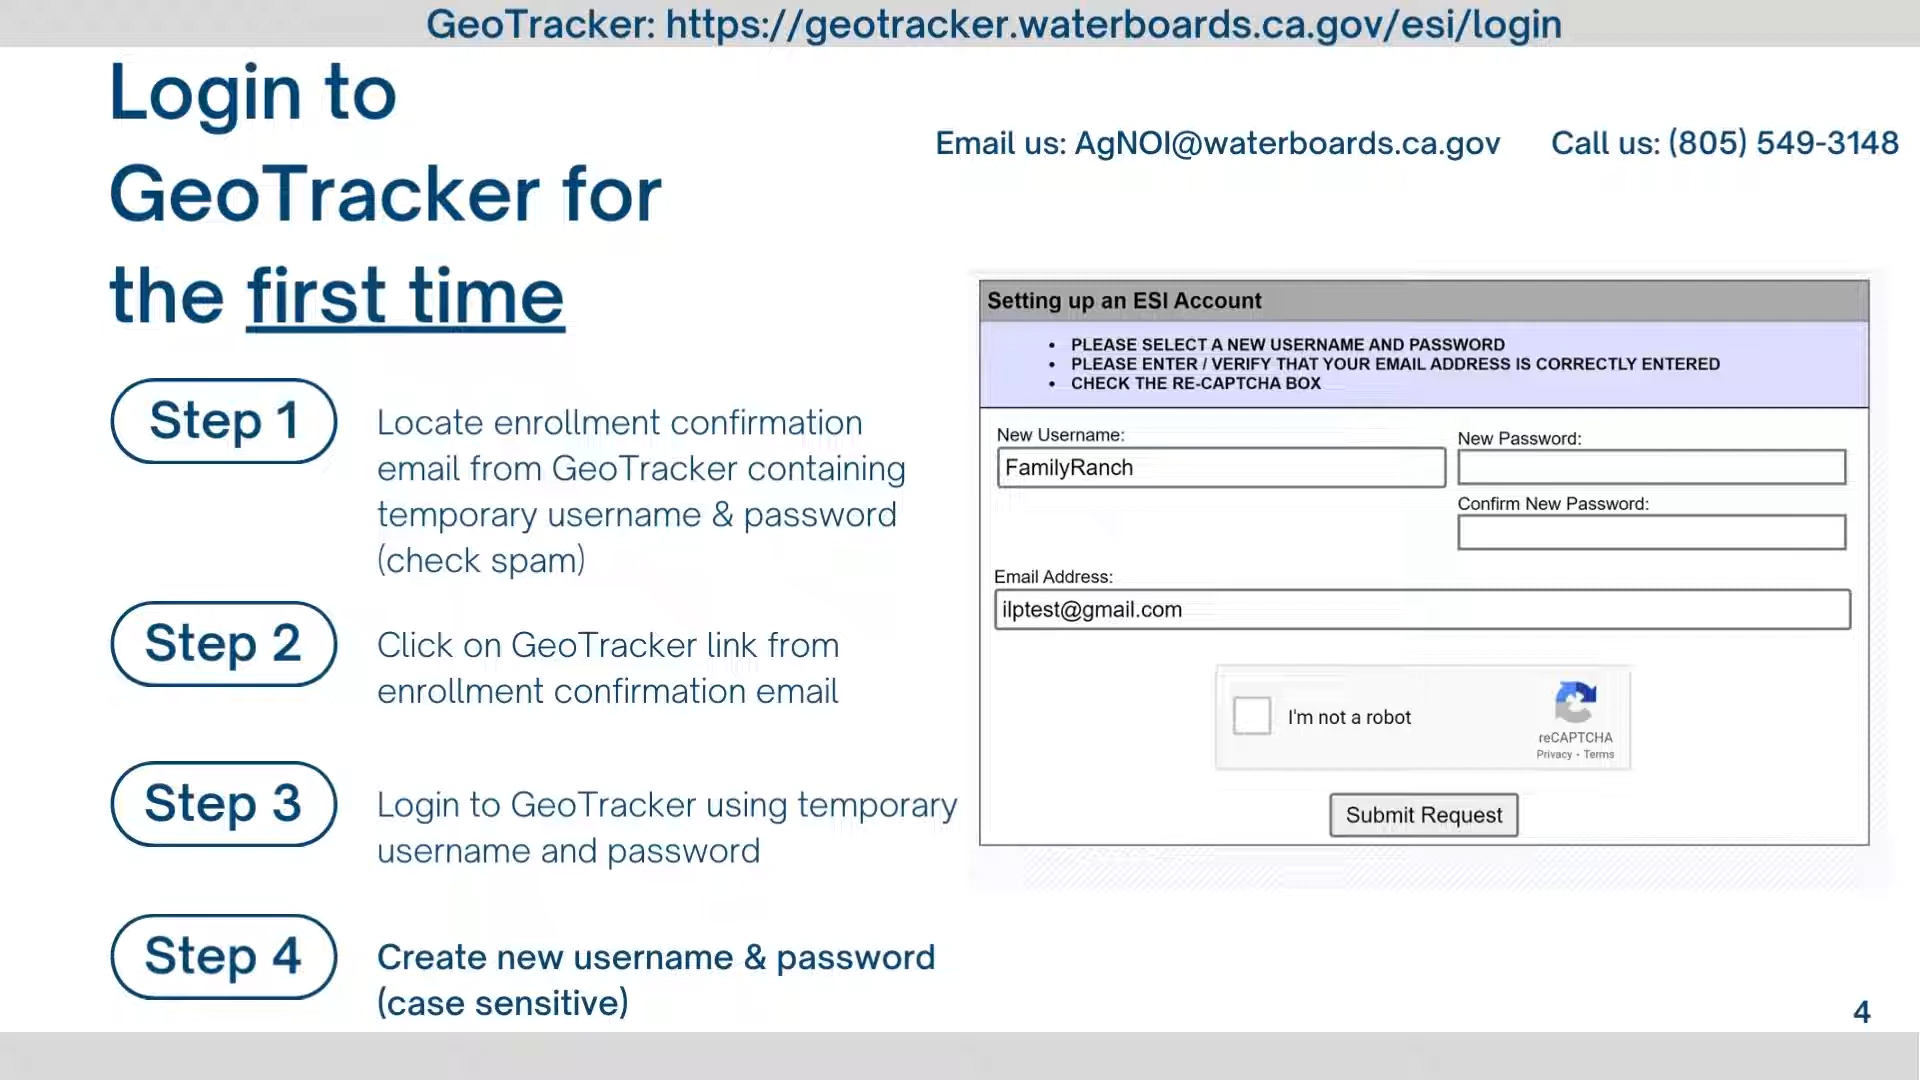 GeoTracker: https://geotracker.waterboards.ca.gov/esi/login
Login to
GeoTracker for
the first time
Email us: AgNOI@waterboards.ca.gov
Call us: (805) 549-3148
Step 1
Locate enrollment confirmation
email from GeoTracker containing
temporary username & password
(check spam)
Step 2
Click on GeoTracker link from
enrollment confirmation email
Step 3
Login to GeoTracker using temporary
username and password
Step 4
Create new username & password
(case sensitive)
Setting up an ESI Account
• PLEASE SELECT A NEW USERNAME AND PASSWORD
• PLEASE ENTER / VERIFY THAT YOUR EMAIL ADDRESS IS CORRECTLY ENTERED
• CHECK THE RE-CAPTCHA BOX
New Username:
FamilyRanch
New Password:
Confirm New Password:
Email Address:
ilptest@gmail.com
I'm not a robot
reCAPTCHA
Privacy - Terms
Submit Request
4